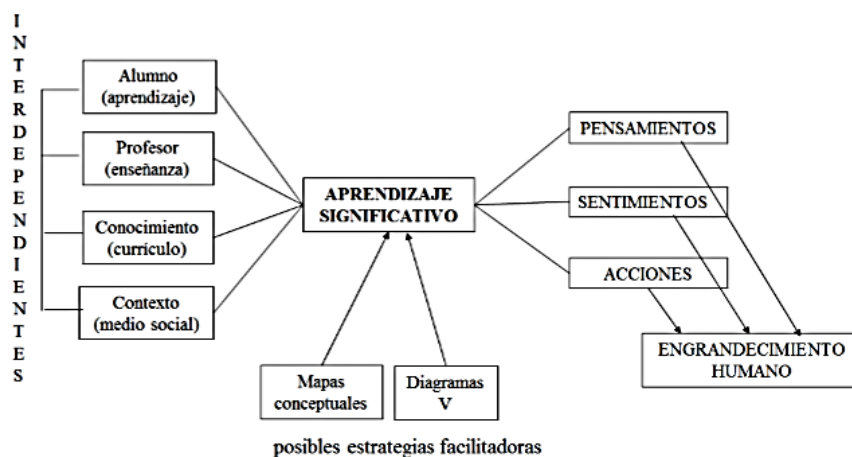 INTERDEPENDIENTES
Alumno
(aprendizaje)
Profesor
(enseñanza)
Conocimiento
(currículo)
Contexto
(medio social)
APRENDIZAJE
SIGNIFICATIVO
Mapas
conceptuales
Diagramas
V
posibles estrategias facilitadoras
PENSAMIENTOS
SENTIMIENTOS
ACCIONES
ENGRANDECIMIENTO
HUMANO